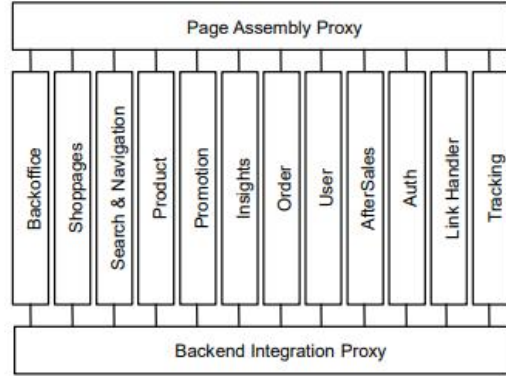 Page Assembly Proxy
Backoffice
Shoppages
Search & Navigation
Product
Promotion
Insights
Order
User
AfterSales
Auth
Link Handler
Tracking
Backend Integration Proxy